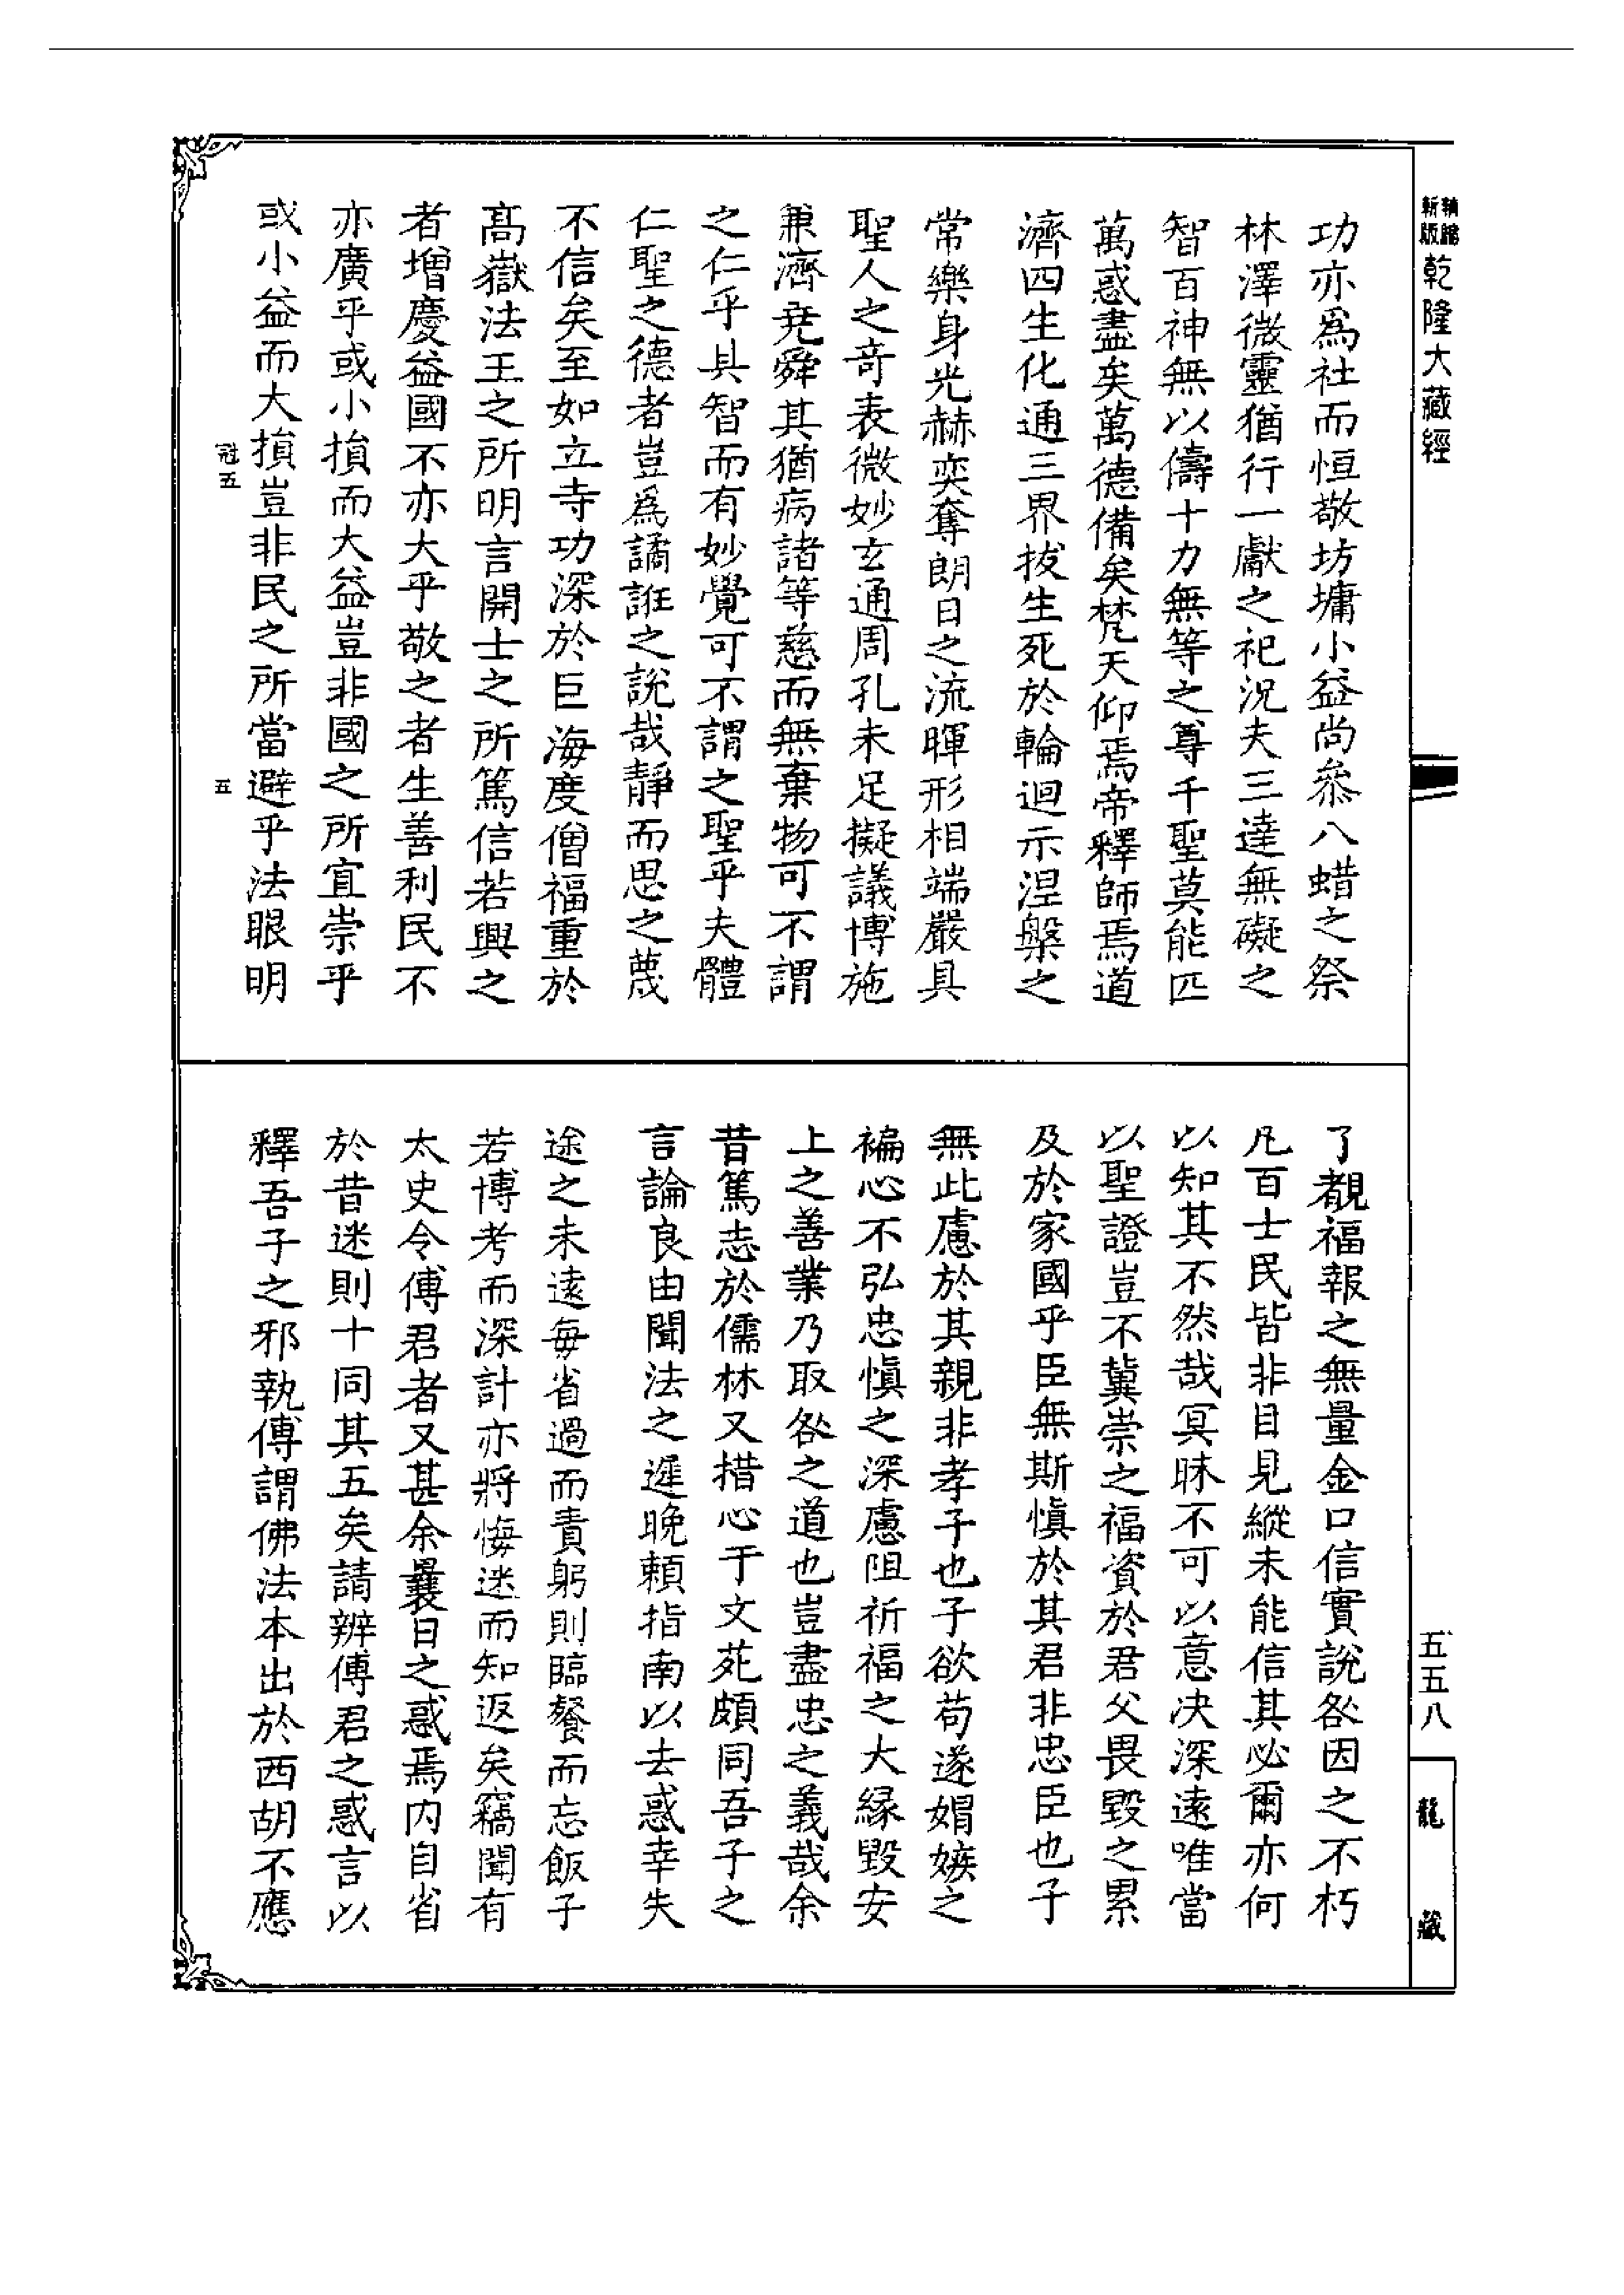 新版
乾隆大藏經
功亦爲社而恒敬坊墉小益尚叅八蜡之祭
林澤微靈猶行一獻之祀況夫三達無礙之
智百神無以儔十力無等之尊千聖莫能匹
萬惑盡矣萬德備矣梵天仰焉帝釋師焉道
濟四生化通三界拔生死於輪迴示涅槃之
常樂身光赫奕奪朗日之流暉形相端嚴具
聖人之奇表微妙玄通周孔未足擬議博施
兼濟堯舜其猶病諸等慈而無棄物可不謂
之仁乎具智而有妙覺可不謂之聖乎夫體
仁聖之德者豈爲譎誑之說哉靜而思之蔑
不信矣至如立寺功深於巨海度僧福重於
高嶽法王之所明言開士之所篤信若興之
者增慶益國不亦大乎敬之者生善利民不
亦廣乎或小損而大益豈非國之所宜崇乎
或小益而大損豈非民之所當避乎法眼明
冠五
五
了覩福報之無量金口信實說咎因之不朽
凡百士民皆非目見縱未能信其必爾亦何
以知其不然哉冥昧不可以意决深遠唯當
以聖證豈不冀崇之福資於君父畏毀之累
及於家國乎臣無斯慎於其君非忠臣也子
無此慮於其親非孝子也子欲苟遂媢嫉之
褊心不弘忠慎之深慮阻祈福之大緣毀安
上之善業乃取咎之道也豈盡忠之義哉余
昔篤志於儒林又措心于文苑頗同吾子之
言論良由聞法之遲晚賴指南以去惑幸失
途之未遠每省過而責躬則臨餐而忘飯子
若博考而深計亦將悔迷而知返矣竊聞有
太史令傅君者又甚余曩日之惑焉内自省
於昔迷則十同其五矣請辨傅君之惑言以
釋吾子之邪執傅謂佛法本出於西胡不應
五五八
龍藏